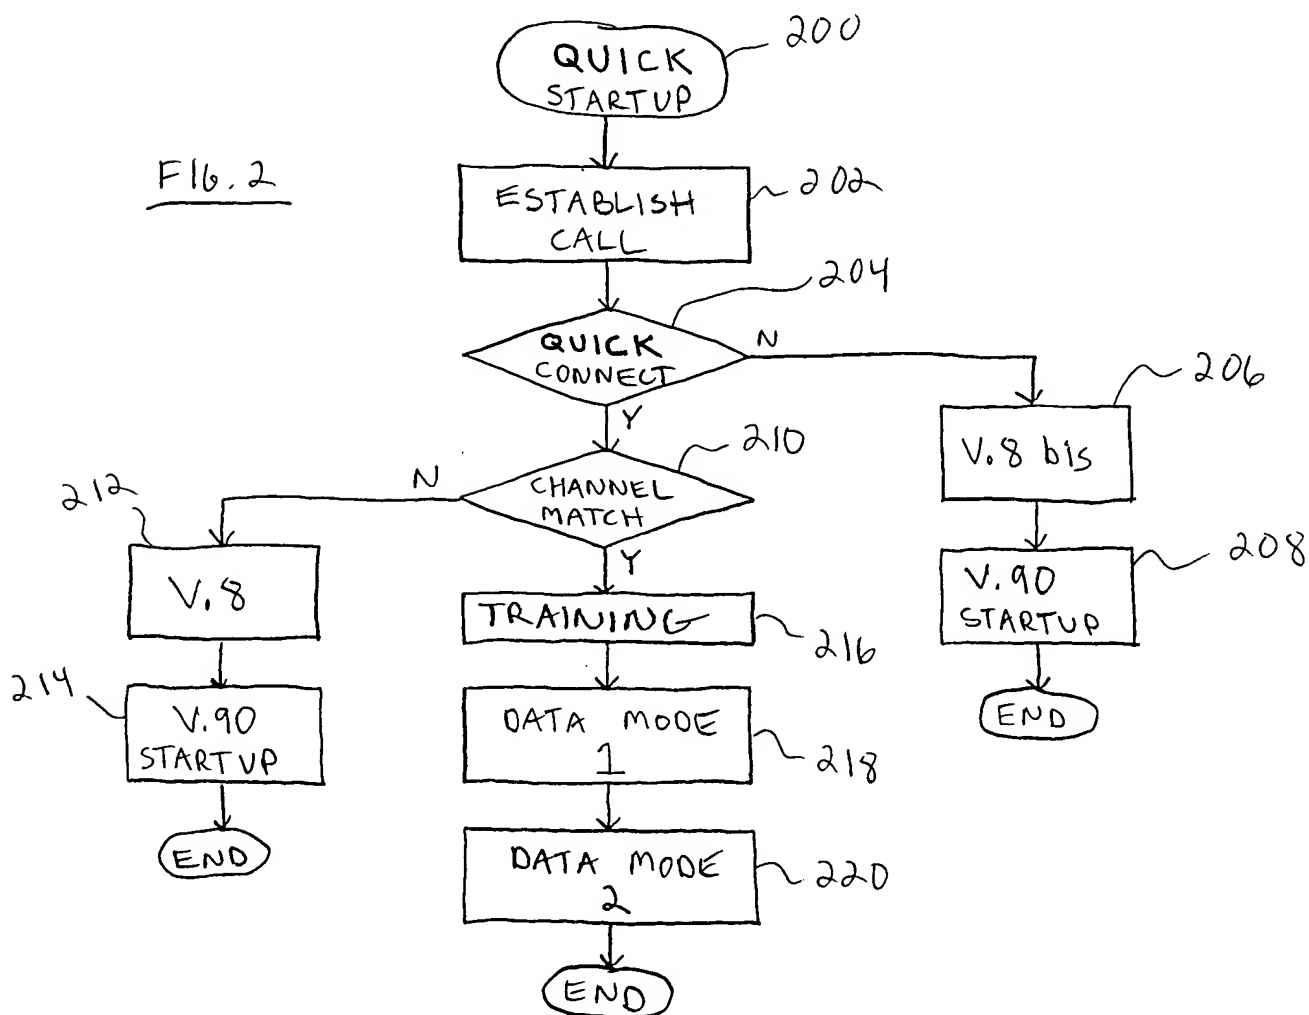 200
QUICK
STARTUP
FIG. 2
202
ESTABLISH
CALL
204
QUICK
CONNECT
N
Y
206
V.8 bis
210
CHANNEL
MATCH
N
Y
212
V.8
208
V.90
STARTUP
END
TRAINING
216
214
V.90
STARTUP
END
DATA MODE
1
218
DATA MODE
2
220
END